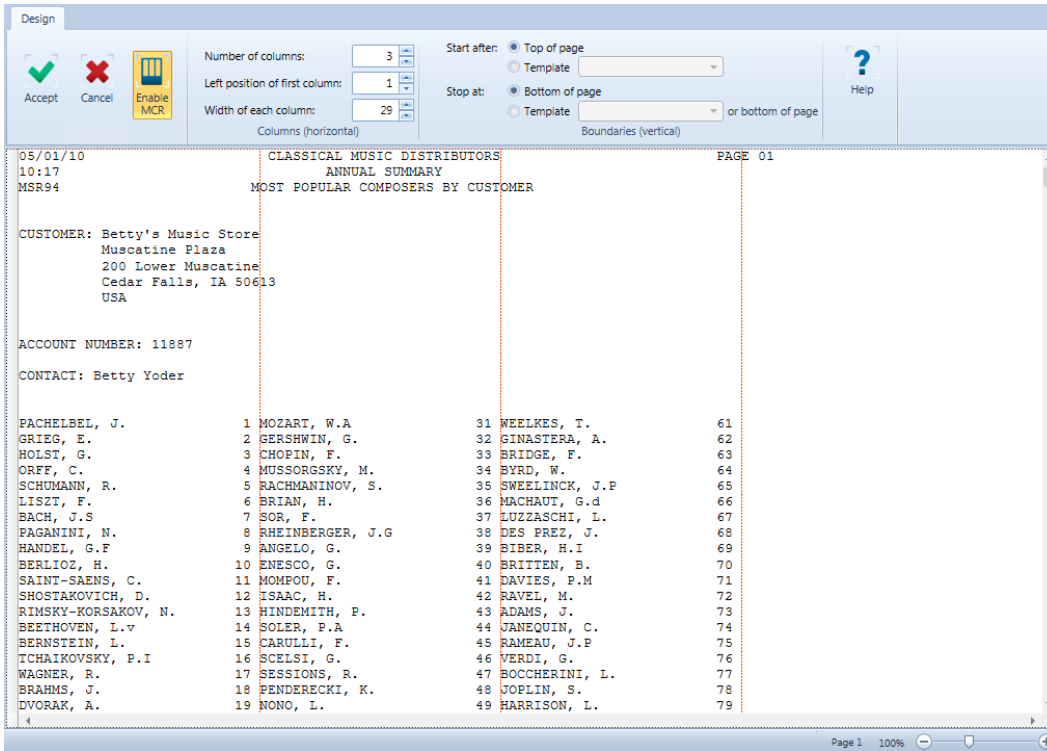 Design
Accept
Cancel
Enable MCR
Number of columns: 3
Left position of first column: 1
Width of each column: 29
Columns (horizontal)
Start after: Top of page
Template
Stop at: Bottom of page
Template or bottom of page
Boundaries (vertical)
?
Help
05/01/10 CLASSICAL MUSIC DISTRIBUTORS PAGE 01
10:17 ANNUAL SUMMARY
MSR94 MOST POPULAR COMPOSERS BY CUSTOMER
CUSTOMER: Betty's Music Store
Muscatine Plaza
200 Lower Muscatine
Cedar Falls, IA 50613
USA
ACCOUNT NUMBER: 11887
CONTACT: Betty Yoder
PACHELBEL, J. 1 MOZART, W.A 31 WEELKES, T. 61
GRIEG, E. 2 GERSHWIN, G. 32 GINASTERA, A. 62
HOLST, G. 3 CHOPIN, F. 33 BRIDGE, F. 63
ORFF, C. 4 MUSSORGSKY, M. 34 BYRD, W. 64
SCHUMANN, R. 5 RACHMANINOV, S. 35 SWEELINCK, J.P 65
LISZT, F. 6 BRIAN, H. 36 MACHAUT, G.d 66
BACH, J.S 7 SOR, F. 37 LUZZASCHI, L. 67
PAGANINI, N. 8 RHEINBERGER, J.G 38 DES PREZ, J. 68
HANDEL, G.F 9 ANGELO, G. 39 BIBER, H.I 69
BERLIOZ, H. 10 ENESCO, G. 40 BRITTEN, B. 70
SAINT-SAENS, C. 11 MOMPOU, F. 41 DAVIES, P.M 71
SHOSTAKOVICH, D. 12 ISAAC, H. 42 RAVEL, M. 72
RIMSKY-KORSAKOV, N. 13 HINDEMITH, P. 43 ADAMS, J. 73
BEETHOVEN, L.v 14 SOLER, P.A 44 JANEQUIN, C. 74
BERNSTEIN, L. 15 CARULLI, F. 45 RAMEAU, J.P 75
TCHAIKOVSKY, P.I 16 SCELSI, G. 46 VERDI, G. 76
WAGNER, R. 17 SESSIONS, R. 47 BOCCHERINI, L. 77
BRAHMS, J. 18 PENDERECKI, K. 48 JOPLIN, S. 78
DVORAK, A. 19 NONO, L. 49 HARRISON, L. 79
Page 1 100%